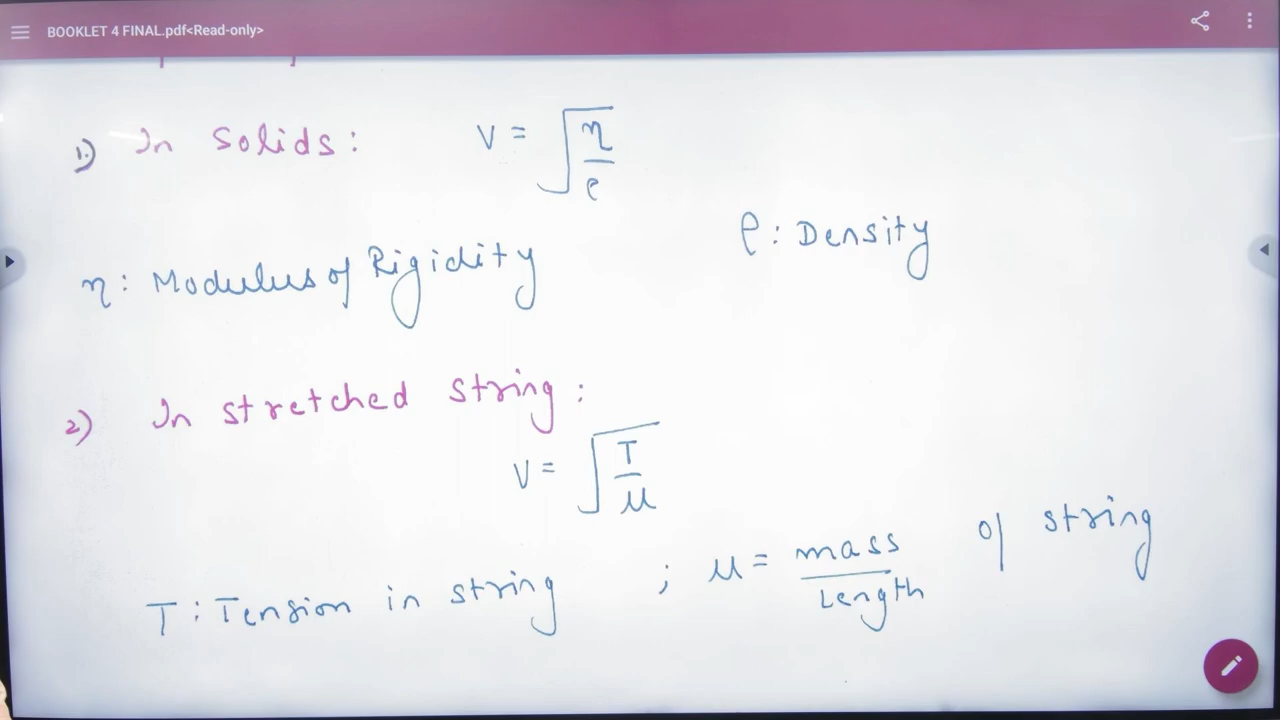 BOOKLET 4 FINAL.pdf<Read-only>
1) In Solids: V = √(η/ρ)
η: Modulus of Rigidity ρ: Density
2) In stretched string:
V = √(T/μ)
T: Tension in string ; μ = mass/Length of string